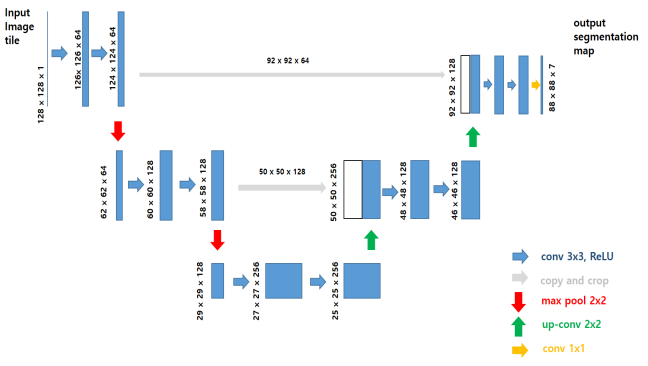 Input
Image
tile
128 × 128 × 1
126× 126 × 64
124 × 124 × 64
92 x 92 x 64
92 × 92 × 128
88 × 88 × 7
output
segmentation
map
62 × 62 × 64
60 × 60 × 128
58 × 58 × 128
50 x 50 x 128
50 × 50 × 256
48 × 48 × 128
46 × 46 × 128
29 × 29 × 128
27 × 27 × 256
25 × 25 × 256
conv 3x3, ReLU
copy and crop
max pool 2x2
up-conv 2x2
conv 1x1